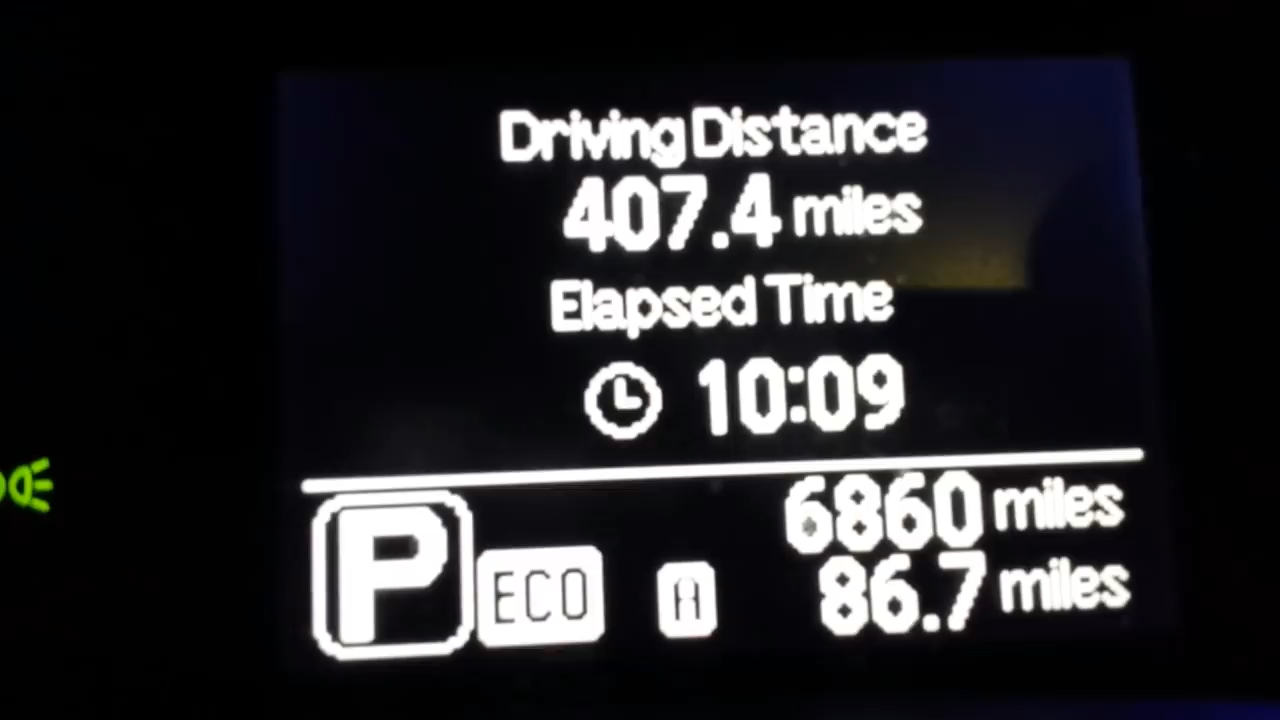 Driving Distance
407.4 miles
Elapsed Time
10:09
6860 miles
P ECO A 86.7 miles